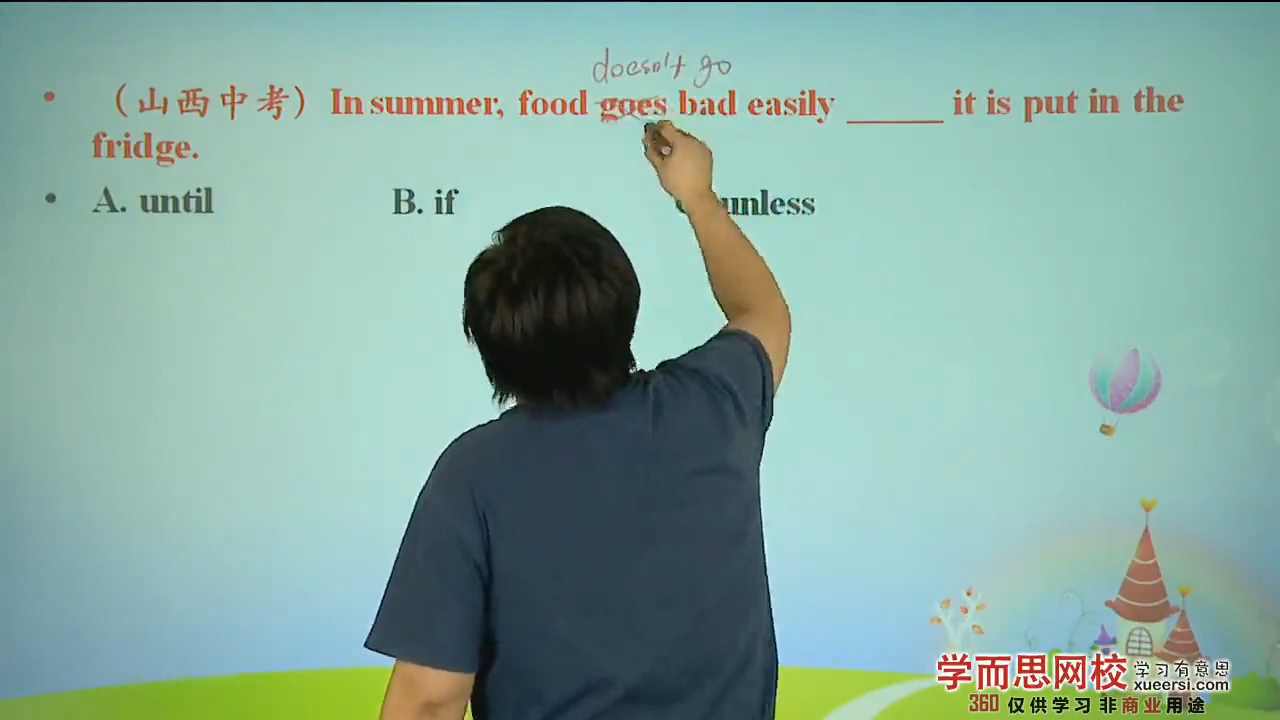 doesn't go
• （山西中考）In summer, food goes bad easily _____ it is put in the
fridge.
• A. until B. if unless
学而思网校 学习有意思
xueersi.com
360 仅供学习 非商业用途